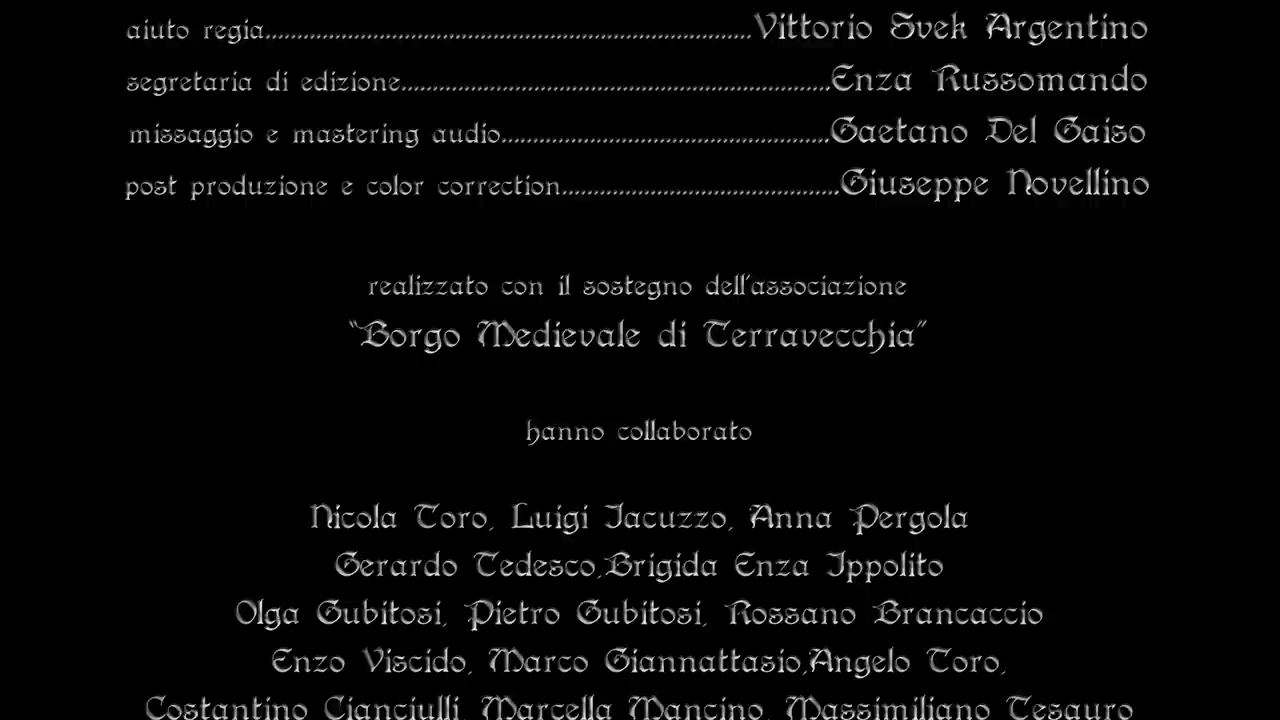 aiuto regia................................................................Vittorio Svek Argentino
segretaria di edizione.........................................................Enza Russomando
missaggio e mastering audio...........................................Gaetano Del Gaiso
post produzione e color correction....................................Giuseppe Novellino
realizzato con il sostegno dell'associazione
"Borgo Medievale di Terravecchia"
hanno collaborato
Nicola Toro, Luigi Iacuzzo, Anna Pergola
Gerardo Tedesco,Brigida Enza Ippolito
Olga Gubitosi, Pietro Gubitosi, Rossano Brancaccio
Enzo Viscido, Marco Giannattasio,Angelo Toro,
Costantino Cianciulli, Marcella Mancino, Massimiliano Tesauro